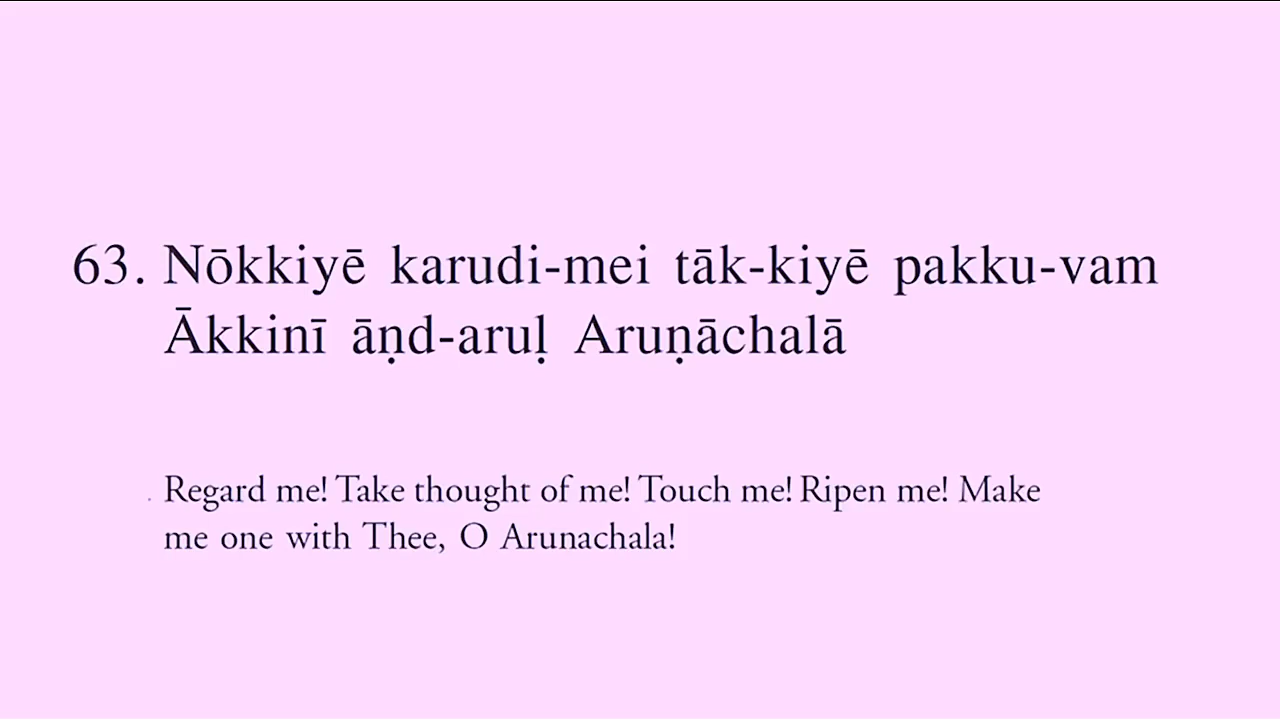 63. Nōkkiyē karudi-mei tāk-kiyē pakku-vam
Ākkinī āṇd-aruḷ Aruṇāchalā
Regard me! Take thought of me! Touch me! Ripen me! Make
me one with Thee, O Arunachala!